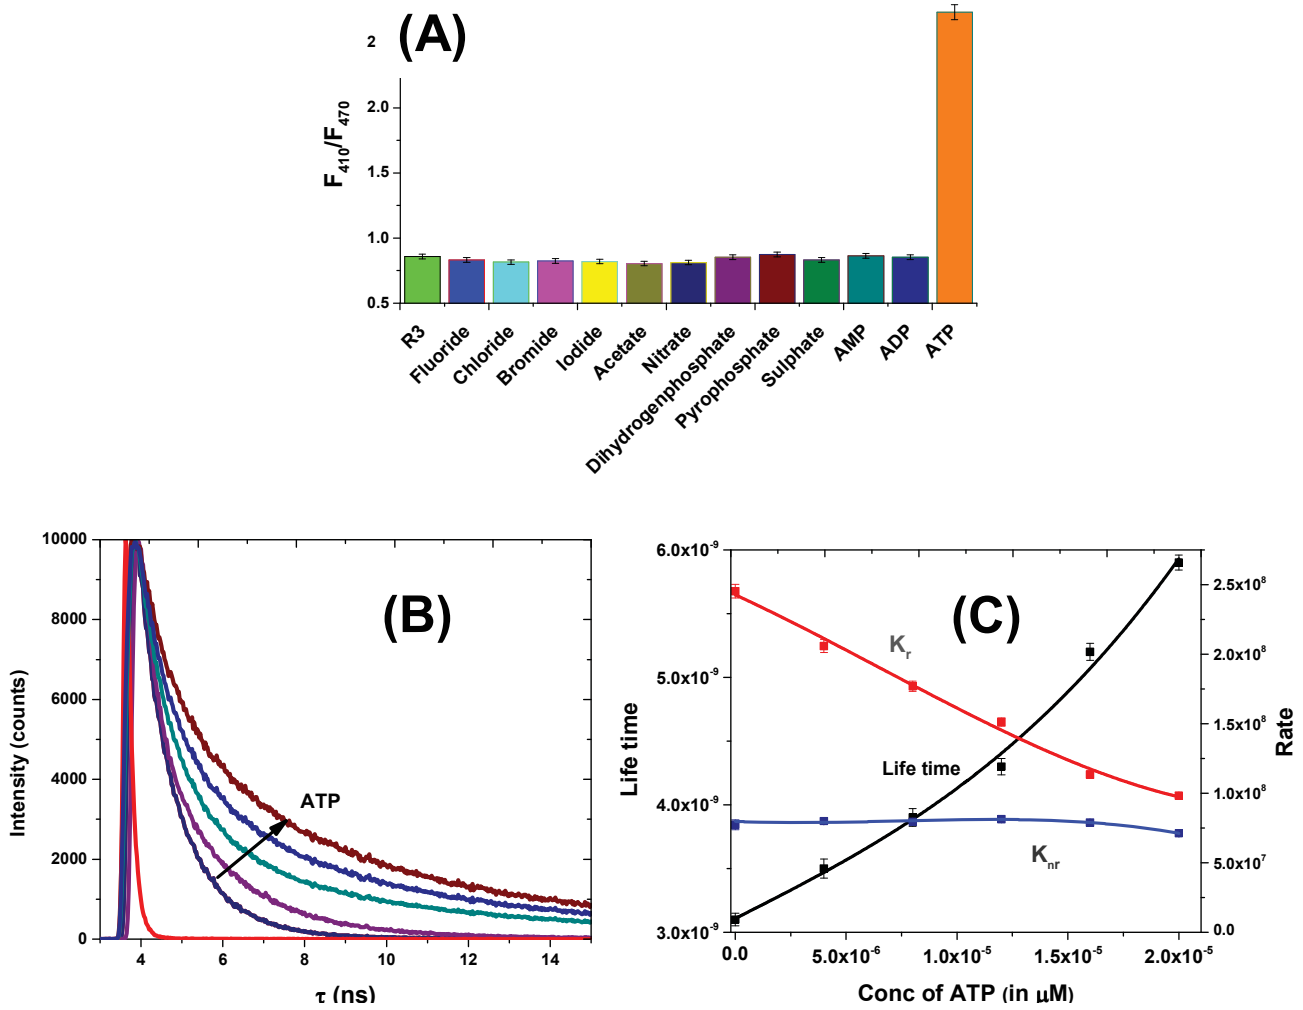 (A)
2
2.0
1.5
1.0
0.5
F410/F470
R3
Fluoride
Chloride
Bromide
Iodide
Acetate
Nitrate
Dihydrogenphosphate
Pyrophosphate
Sulphate
AMP
ADP
ATP
(B)
10000
8000
6000
4000
2000
0
Intensity (counts)
ATP
4 6 8 10 12 14
τ (ns)
(C)
6.0x10-9
5.0x10-9
4.0x10-9
3.0x10-9
Life time
Kr
Life time
Knr
2.5x108
2.0x108
1.5x108
1.0x108
5.0x107
0.0
Rate
0.0 5.0x10-6 1.0x10-5 1.5x10-5 2.0x10-5
Conc of ATP (in μM)